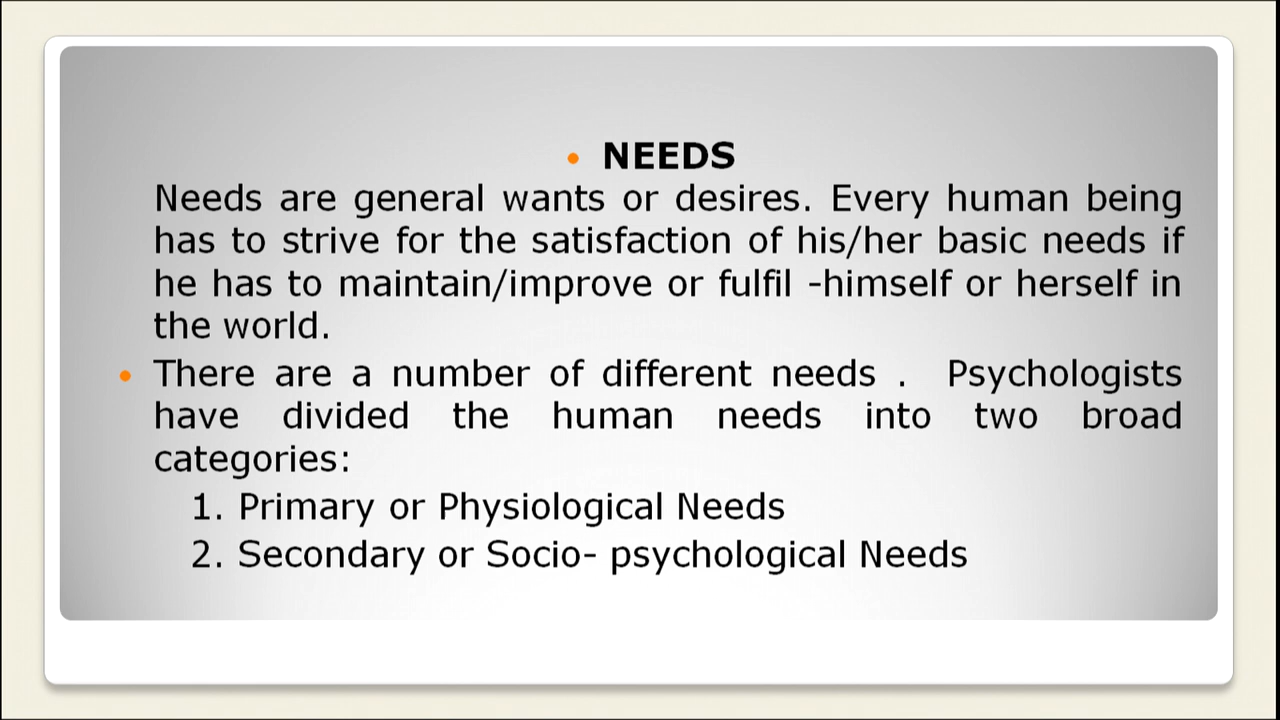 • NEEDS
Needs are general wants or desires. Every human being
has to strive for the satisfaction of his/her basic needs if
he has to maintain/improve or fulfil -himself or herself in
the world.
• There are a number of different needs . Psychologists
have divided the human needs into two broad
categories:
1. Primary or Physiological Needs
2. Secondary or Socio- psychological Needs